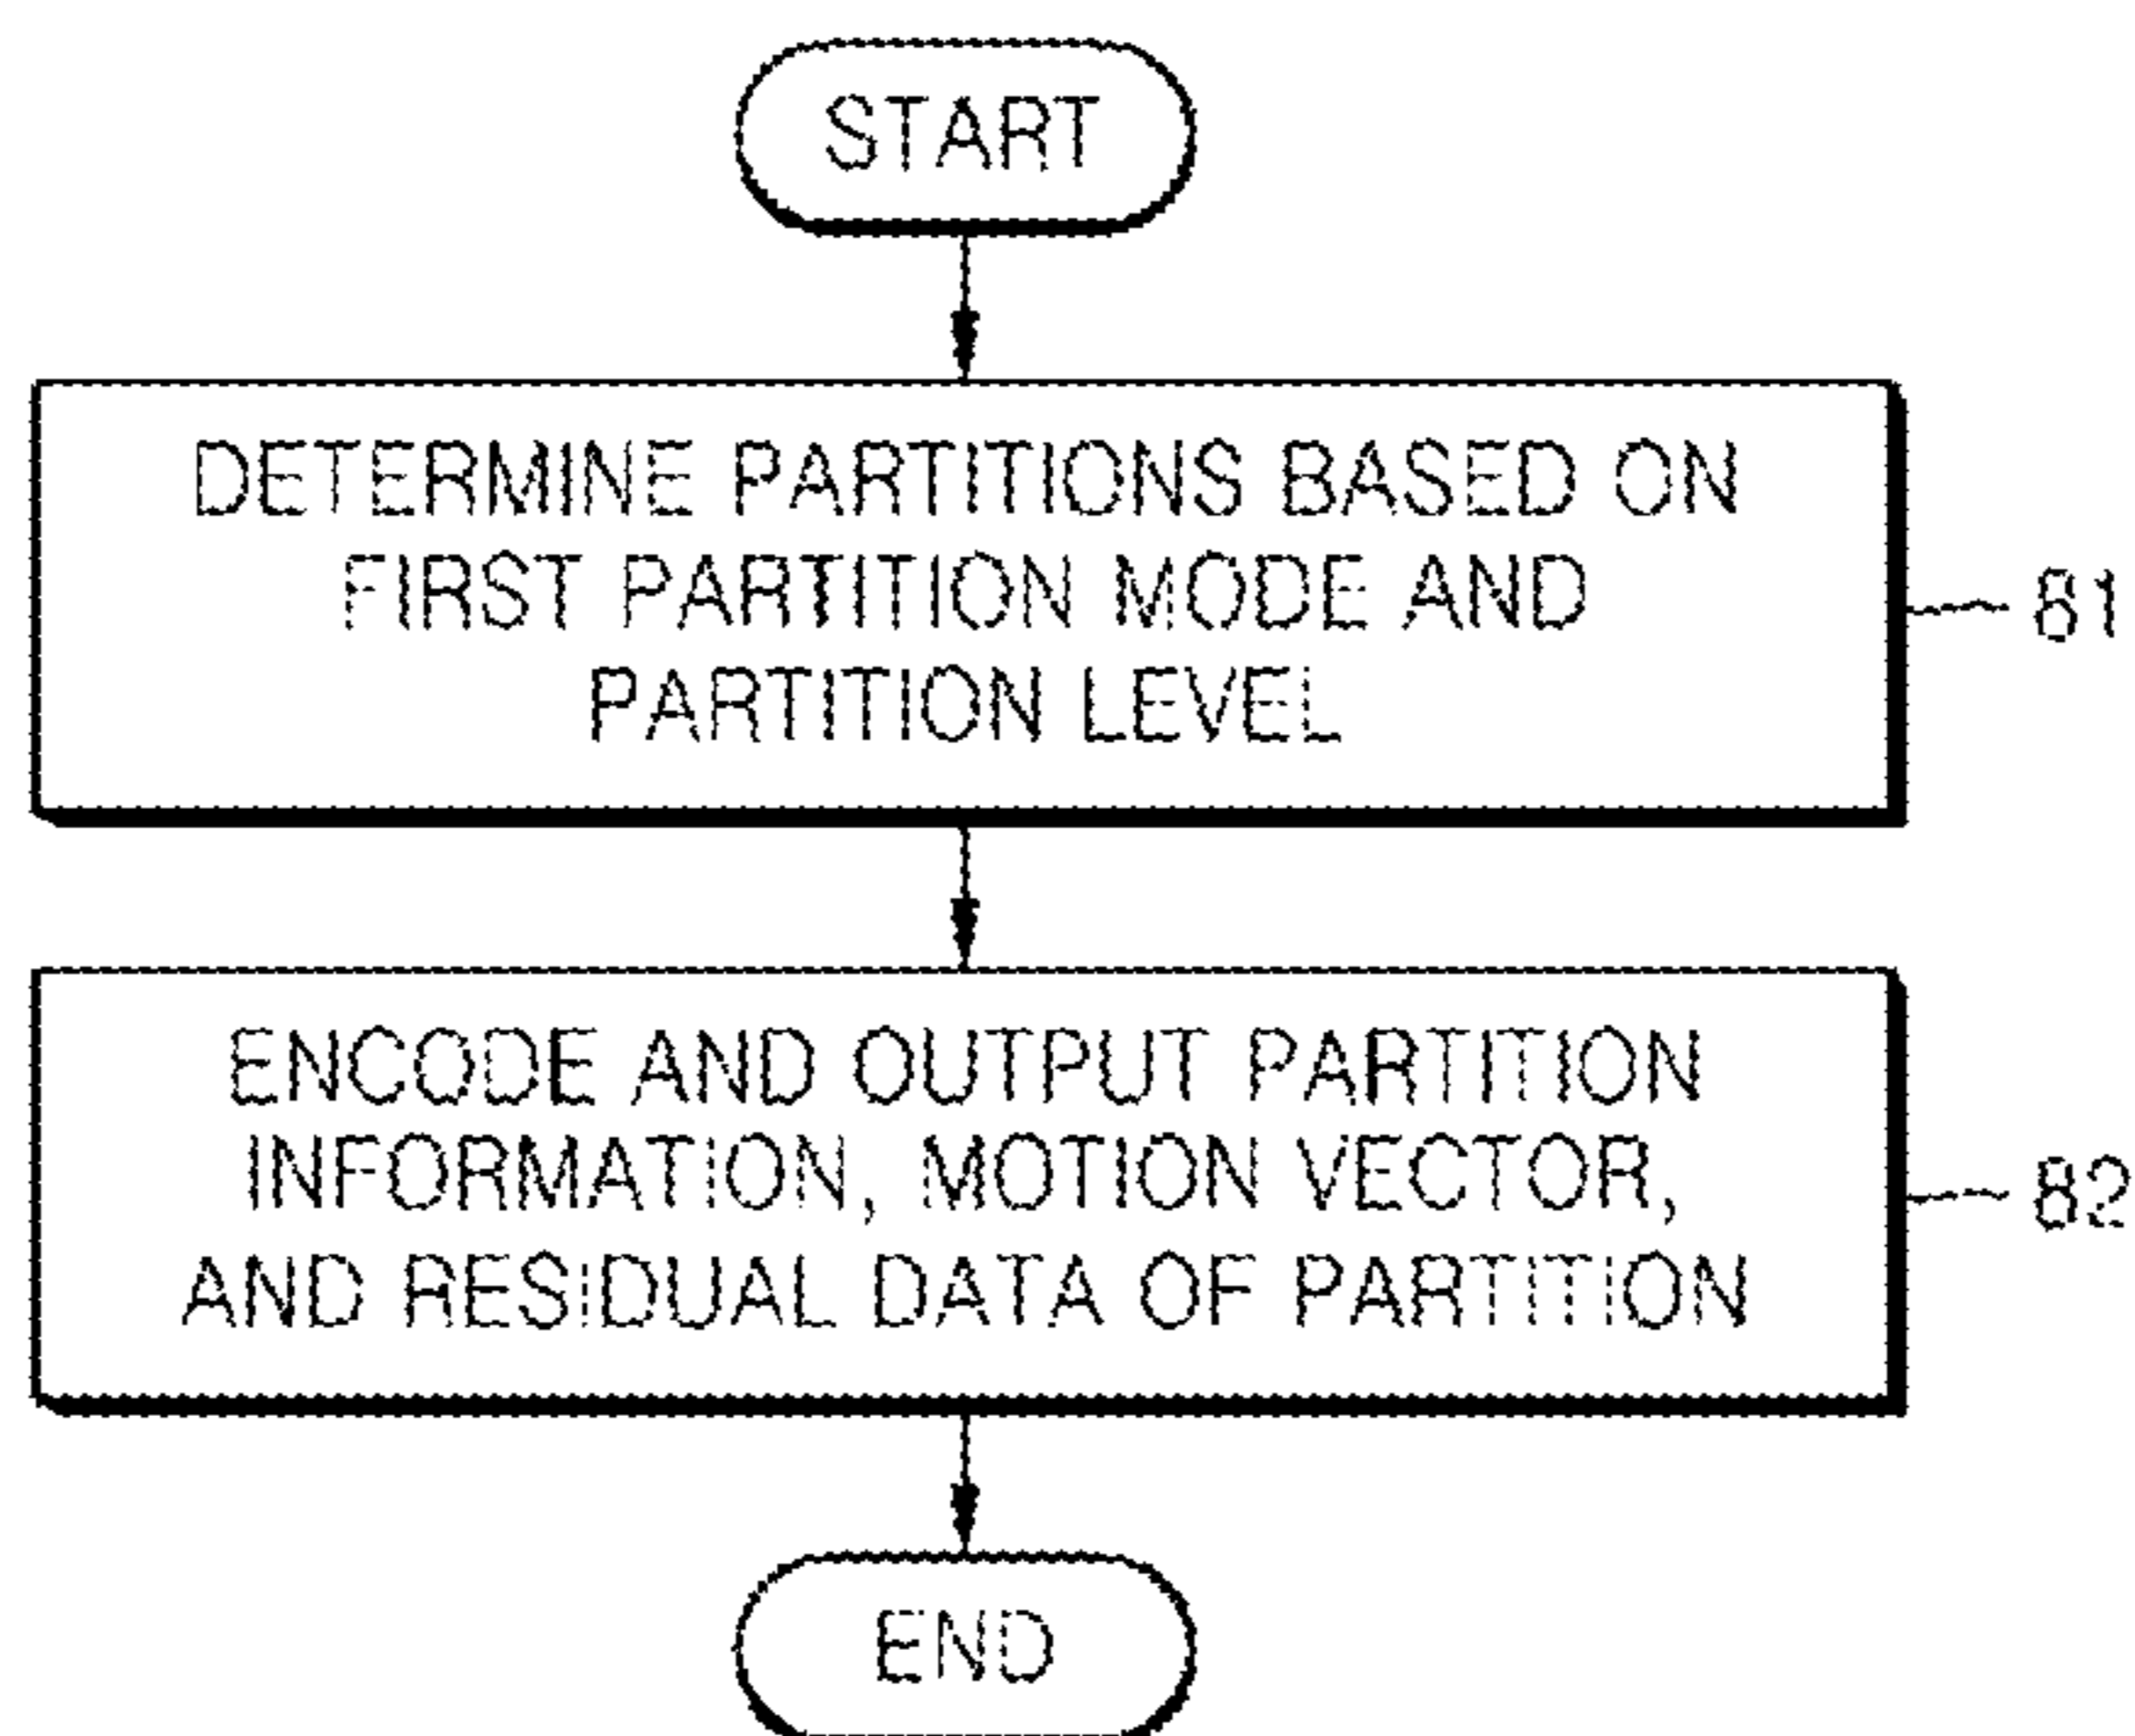 START
DETERMINE PARTITIONS BASED ON
FIRST PARTITION MODE AND
PARTITION LEVEL
81
ENCODE AND OUTPUT PARTITION
INFORMATION, MOTION VECTOR,
AND RESIDUAL DATA OF PARTITION
82
END